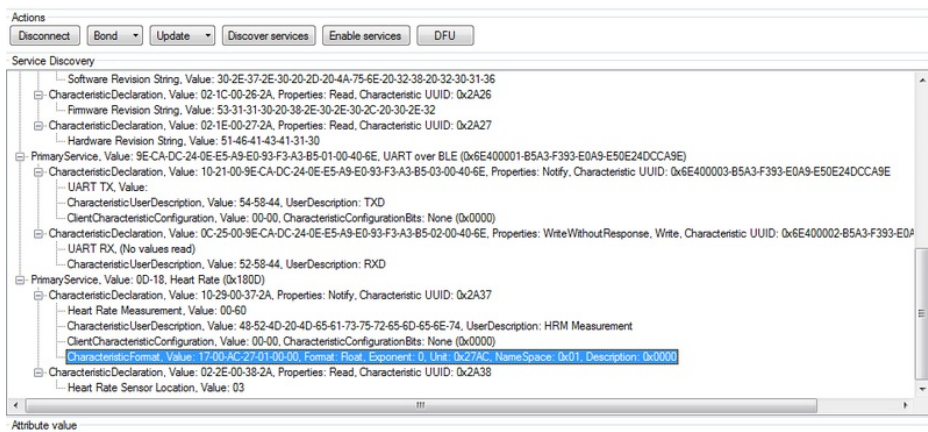 Actions
Disconnect Bond Update Discover services Enable services DFU
Service Discovery
Software Revision String, Value: 30-2E-37-2E-30-20-2D-20-4A-75-6E-20-32-38-20-32-30-31-36
CharacteristicDeclaration, Value: 02-1C-00-26-2A, Properties: Read, Characteristic UUID: 0x2A26
Firmware Revision String, Value: 53-31-31-30-20-38-2E-30-2E-30-2C-20-30-2E-32
CharacteristicDeclaration, Value: 02-1E-00-27-2A, Properties: Read, Characteristic UUID: 0x2A27
Hardware Revision String, Value: 51-46-41-43-41-31-30
PrimaryService, Value: 9E-CA-DC-24-0E-E5-A9-E0-93-F3-A3-B5-01-00-40-6E, UART over BLE (0x6E400001-B5A3-F393-E0A9-E50E24DCCA9E)
CharacteristicDeclaration, Value: 10-21-00-9E-CA-DC-24-0E-E5-A9-E0-93-F3-A3-B5-03-00-40-6E, Properties: Notify, Characteristic UUID: 0x6E400003-B5A3-F393-E0A9-E50E24DCCA9E
UART TX, Value:
CharacteristicUserDescription, Value: 54-58-44, UserDescription: TXD
ClientCharacteristicConfiguration, Value: 00-00, CharacteristicConfigurationBits: None (0x0000)
CharacteristicDeclaration, Value: 0C-25-00-9E-CA-DC-24-0E-E5-A9-E0-93-F3-A3-B5-02-00-40-6E, Properties: WriteWithoutResponse, Write, Characteristic UUID: 0x6E400002-B5A3-F393-E0A
UART RX, (No values read)
CharacteristicUserDescription, Value: 52-58-44, UserDescription: RXD
PrimaryService, Value: 0D-18, Heart Rate (0x180D)
CharacteristicDeclaration, Value: 10-29-00-37-2A, Properties: Notify, Characteristic UUID: 0x2A37
Heart Rate Measurement, Value: 00-60
CharacteristicUserDescription, Value: 48-52-4D-20-4D-65-61-73-75-72-65-6D-65-6E-74, UserDescription: HRM Measurement
ClientCharacteristicConfiguration, Value: 00-00, CharacteristicConfigurationBits: None (0x0000)
CharacteristicFormat, Value: 17-00-AC-27-01-00-00, Format: Float, Exponent: 0, Unit: 0x27AC, NameSpace: 0x01, Description: 0x0000
CharacteristicDeclaration, Value: 02-2E-00-38-2A, Properties: Read, Characteristic UUID: 0x2A38
Heart Rate Sensor Location, Value: 03
Attribute value